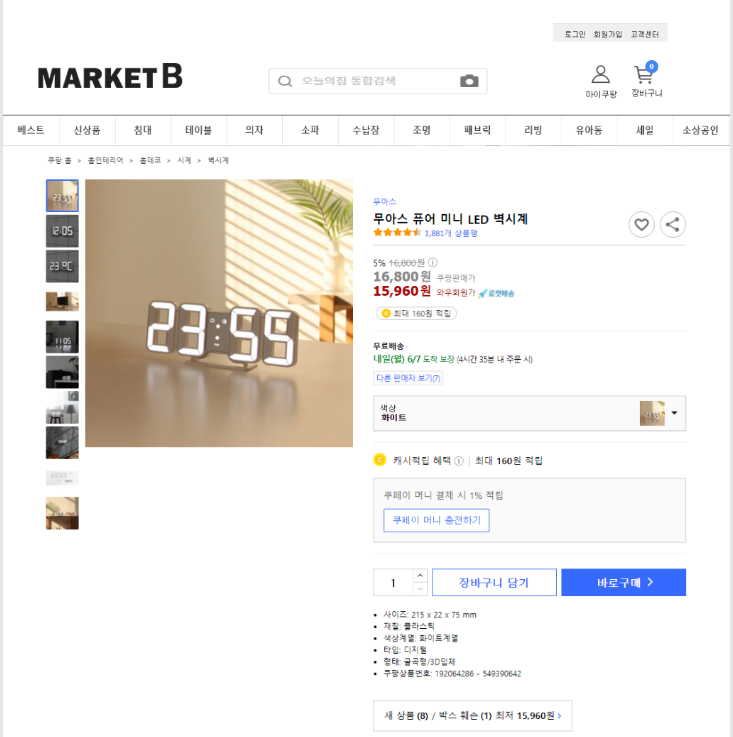 로그인 회원가입 고객센터
MARKET B
오늘의집 통합검색
0
마이쿠팡 장바구니
베스트 신상품 침대 테이블 의자 소파 수납장 조명 패브릭 리빙 유아동 세일 소상공인
쿠팡 홈 > 홈인테리어 > 홈데코 > 시계 > 벽시계
23:55
12:05
23 ºC
11:05
23:55
무아스
무아스 퓨어 미니 LED 벽시계
1,881개 상품평
5% 16,800원
16,800원 쿠팡판매가
15,960원 와우회원가 로켓배송
C 최대 160원 적립
무료배송
내일(월) 6/7 도착 보장 (4시간 35분 내 주문 시)
다른 판매자 보기(7)
색상
화이트
C 캐시적립 혜택 | 최대 160원 적립
쿠페이 머니 결제 시 1% 적립
쿠페이 머니 충전하기
1
장바구니 담기
바로구매 >
• 사이즈: 215 x 22 x 75 mm
• 재질: 플라스틱
• 색상계열: 화이트계열
• 타입: 디지털
• 형태: 굴곡형/3D입체
• 쿠팡상품번호: 192064286 - 549390642
새 상품 (8) / 박스 훼손 (1) 최저 15,960원 >